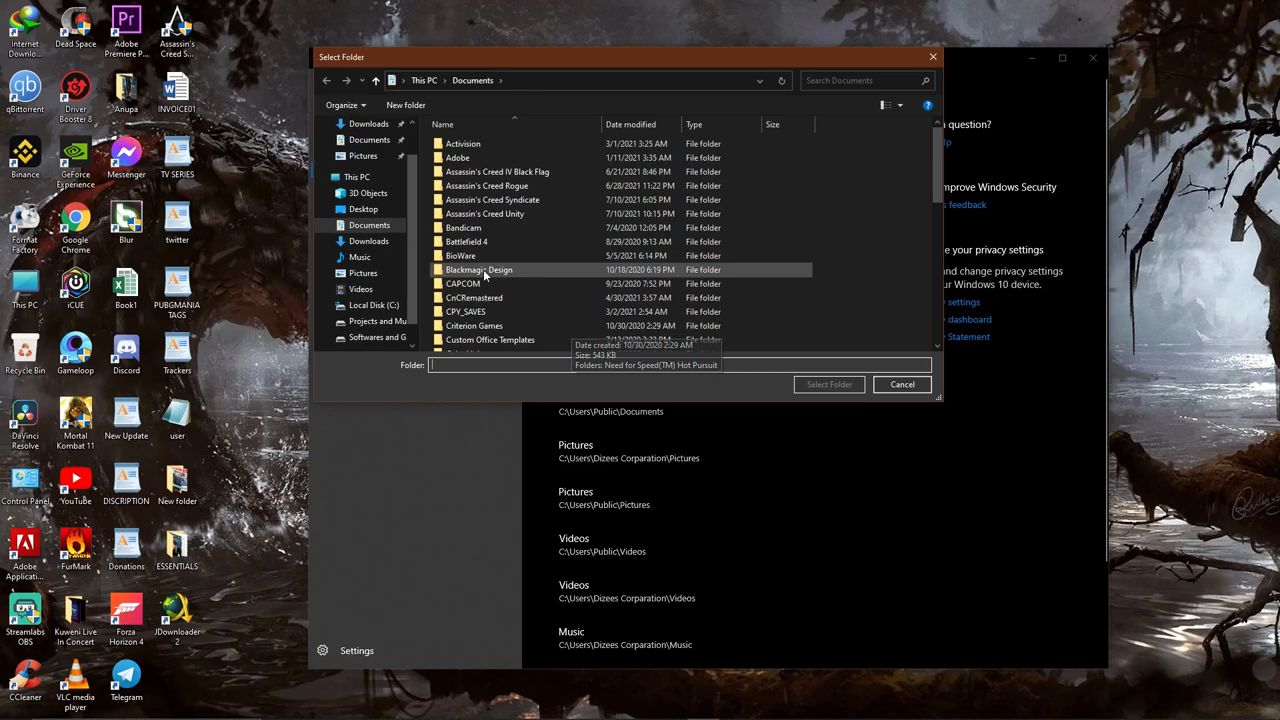 Internet
Downlo...
Dead Space
Adobe
Premiere P...
Assassin's
Creed S...
qBittorrent
Driver
Booster 8
Anupa
INVOICE01
Binance
GeForce
Experience
Messenger
TV SERIES
Format
Factory
Google
Chrome
Blur
twitter
This PC
iCUE
Book1
PUBGMANIA
TAGS
Recycle Bin
Gameloop
Discord
Trackers
DaVinci
Resolve
Mortal
Kombat 11
New Update
user
Control Panel
YouTube
DISCRIPTION
New folder
Adobe
Applicati...
FurMark
Donations
ESSENTIALS
Streamlabs
OBS
Kuweni Live
In Concert
Forza
Horizon 4
JDownloader
2
CCleaner
VLC media
player
Telegram
Select Folder
This PC
Documents
Search Documents
Organize
New folder
Downloads
Documents
Pictures
This PC
3D Objects
Desktop
Documents
Downloads
Music
Pictures
Videos
Local Disk (C:)
Projects and Mu
Softwares and G
Name Date modified Type Size
Activision 3/1/2021 3:25 AM File folder
Adobe 1/11/2021 3:35 AM File folder
Assassin's Creed IV Black Flag 6/21/2021 8:46 PM File folder
Assassin's Creed Rogue 6/28/2021 11:22 PM File folder
Assassin's Creed Syndicate 7/10/2021 6:05 PM File folder
Assassin's Creed Unity 7/10/2021 10:15 PM File folder
Bandicam 7/4/2020 12:05 PM File folder
Battlefield 4 8/29/2020 9:13 AM File folder
BioWare 5/5/2021 6:14 PM File folder
Blackmagic Design 10/18/2020 6:19 PM File folder
CAPCOM 9/23/2020 7:52 PM File folder
CnCRemastered 4/30/2021 3:57 AM File folder
CPY_SAVES 3/2/2021 2:54 AM File folder
Criterion Games 10/30/2020 2:29 AM File folder
Custom Office Templates File folder
Date created: 10/30/2020 2:29 AM
Size: 543 KB
Folders: Need for Speed(TM) Hot Pursuit
Folder:
Select Folder
Cancel
question?
lp
mprove Windows Security
feedback
e your privacy settings
and change privacy settings
ur Windows 10 device.
settings
dashboard
Statement
C:\Users\Public\Documents
Pictures
C:\Users\Dizees Corporation\Pictures
Pictures
C:\Users\Public\Pictures
Videos
C:\Users\Public\Videos
Videos
C:\Users\Dizees Corporation\Videos
Music
C:\Users\Dizees Corporation\Music
Settings